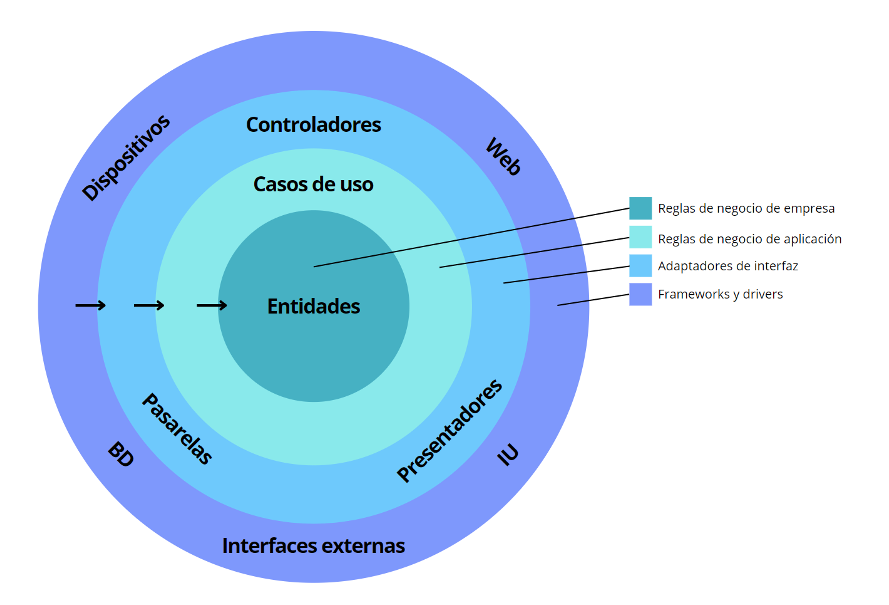 Dispositivos
Controladores
Web
Casos de uso
Entidades
Pasarelas
Presentadores
BD
IU
Interfaces externas
Reglas de negocio de empresa
Reglas de negocio de aplicación
Adaptadores de interfaz
Frameworks y drivers